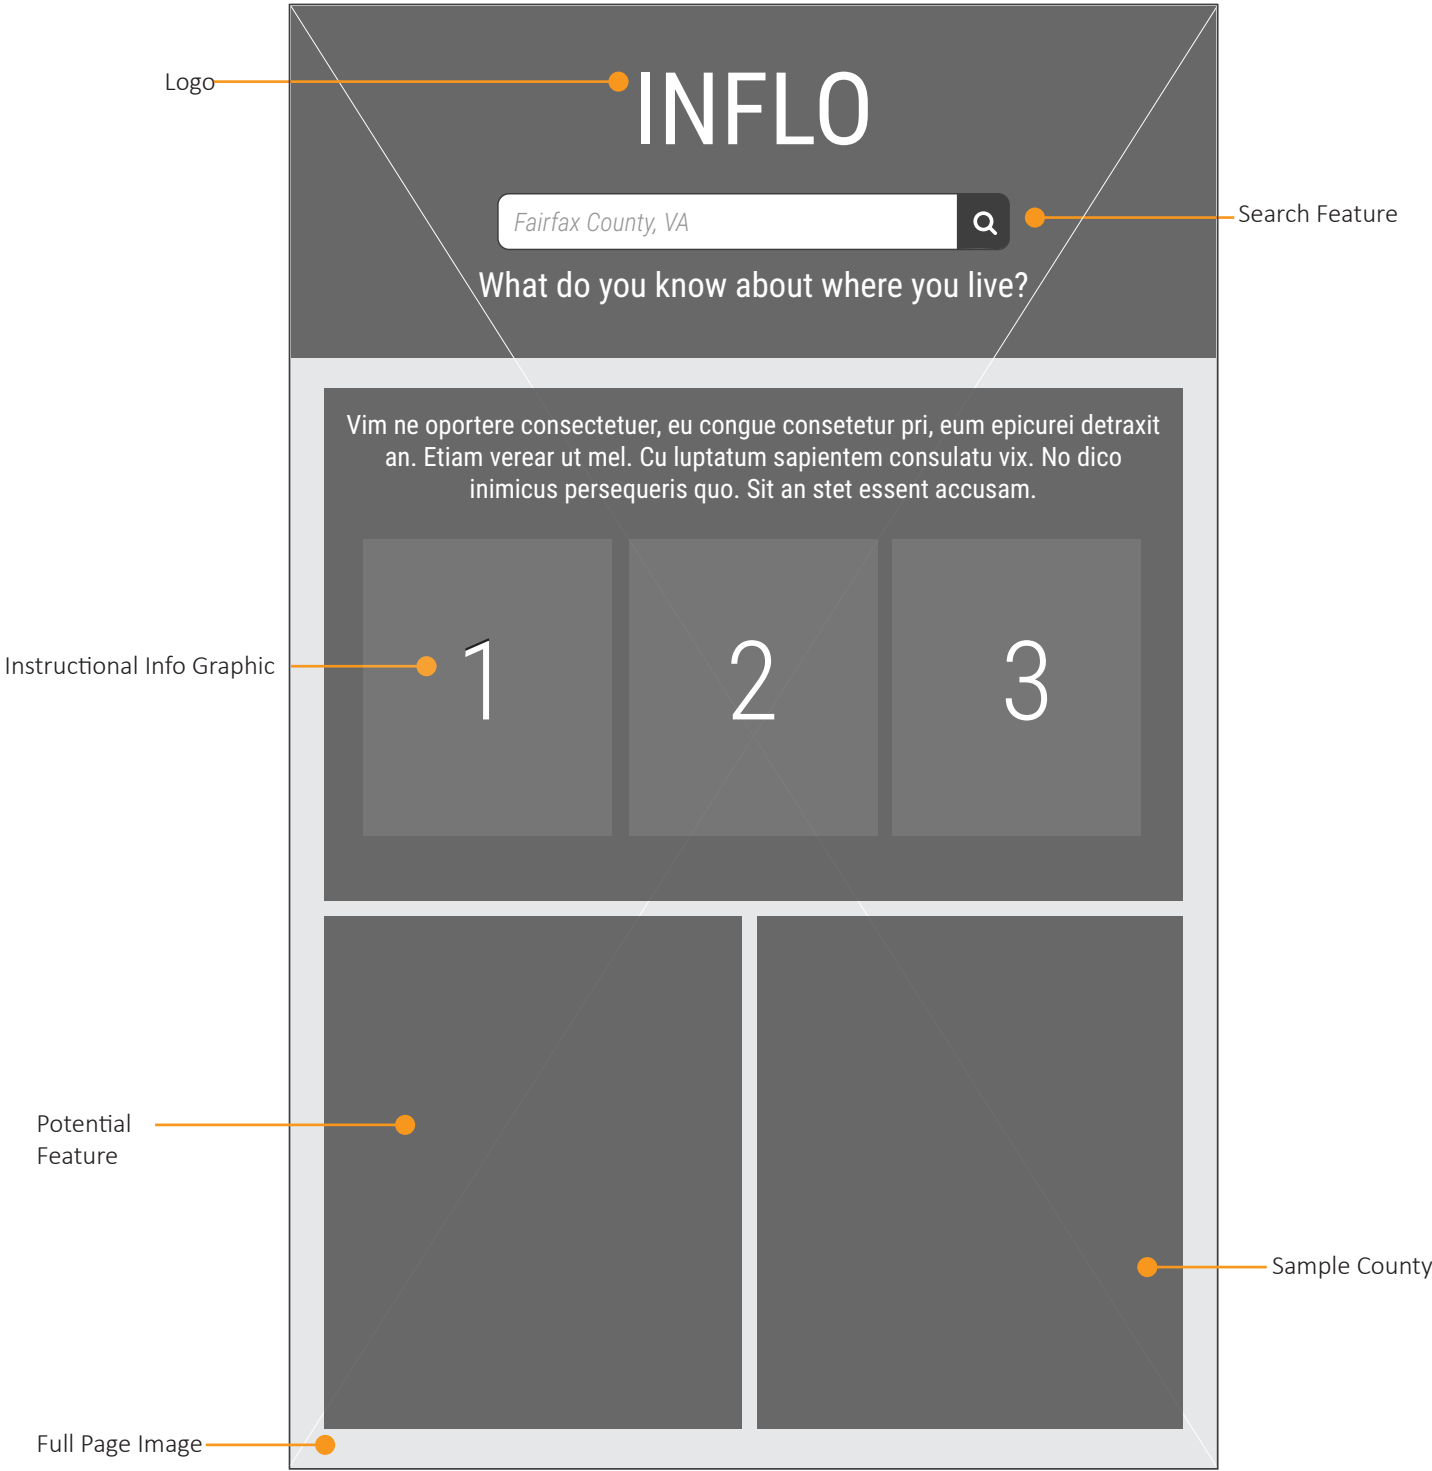 Logo
INFLO
Fairfax County, VA
Search Feature
What do you know about where you live?
Vim ne oportere consectetuer, eu congue consetetur pri, eum epicurei detraxit
an. Etiam verear ut mel. Cu luptatum sapientem consulatu vix. No dico
inimicus persequeris quo. Sit an stet essent accusam.
Instructional Info Graphic
1
2
3
Potential
Feature
Sample County
Full Page Image